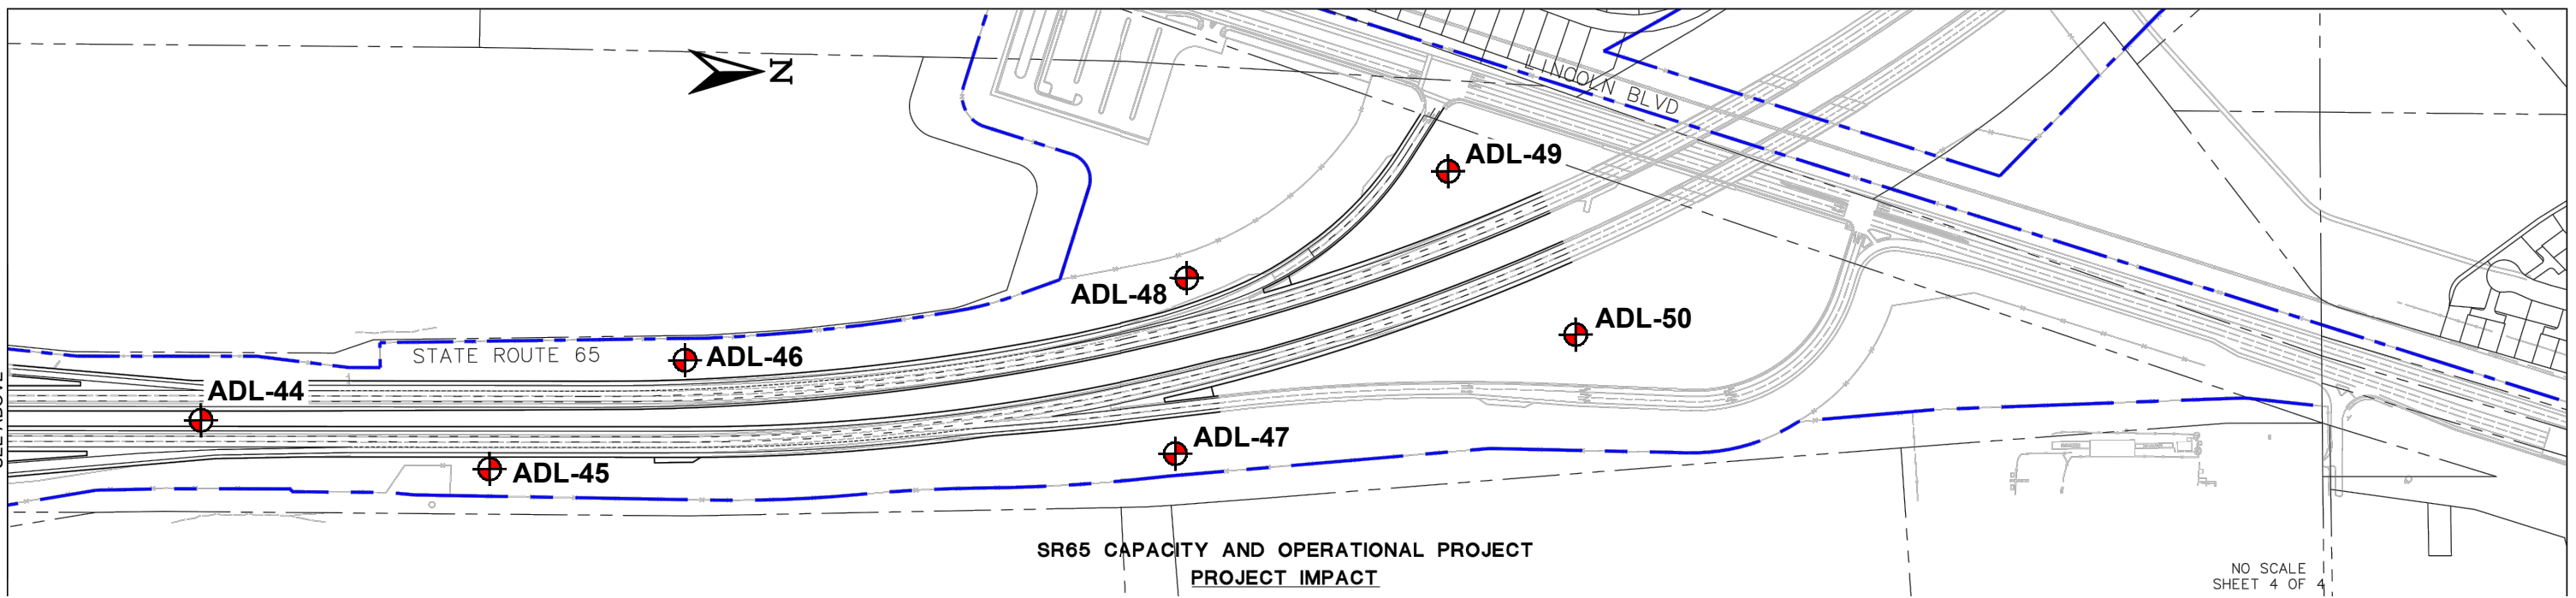 N
LINCOLN BLVD
ADL-49
ADL-48
ADL-50
STATE ROUTE 65
ADL-46
ADL-44
ADL-47
ADL-45
SR65 CAPACITY AND OPERATIONAL PROJECT
PROJECT IMPACT
NO SCALE
SHEET 4 OF 4